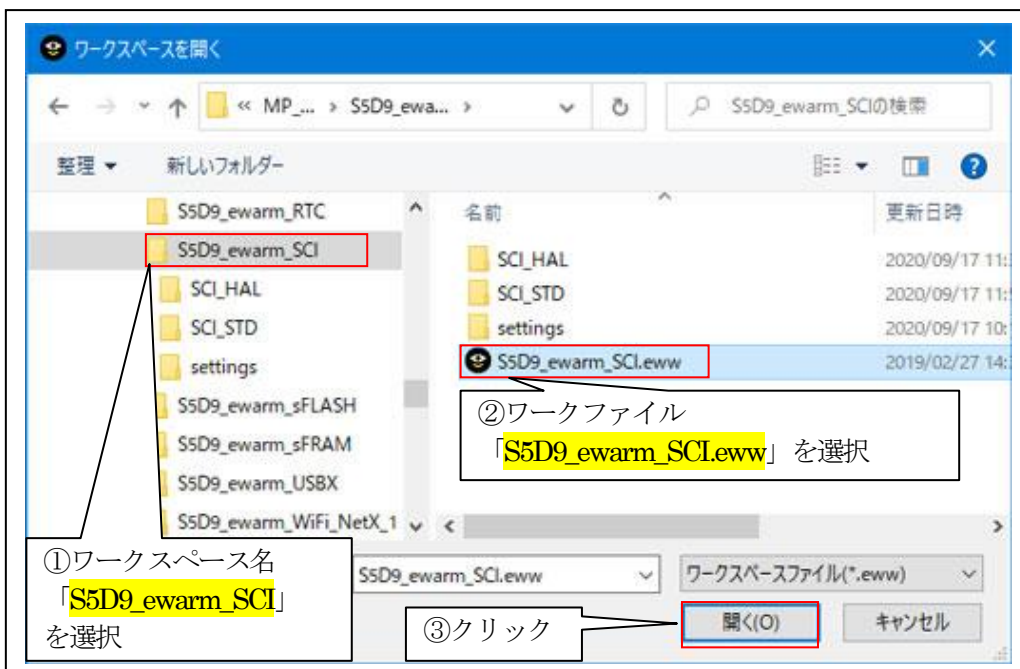 ワークスペースを開く
« MP_... › S5D9_ewa... ›
S5D9_ewarm_SCIの検索
整理
新しいフォルダー
名前
更新日時
S5D9_ewarm_RTC
S5D9_ewarm_SCI
SCI_HAL
SCI_STD
settings
S5D9_ewarm_sFLASH
S5D9_ewarm_sFRAM
S5D9_ewarm_USBX
S5D9_ewarm_WiFi_NetX_1
SCI_HAL
2020/09/17 11:
SCI_STD
2020/09/17 11:
settings
2020/09/17 10:
S5D9_ewarm_SCI.eww
2019/02/27 14:
②ワークファイル
「S5D9_ewarm_SCI.eww」を選択
①ワークスペース名
「S5D9_ewarm_SCI」
を選択
S5D9_ewarm_SCI.eww
ワークスペースファイル(*.eww)
③クリック
開く(O)
キャンセル